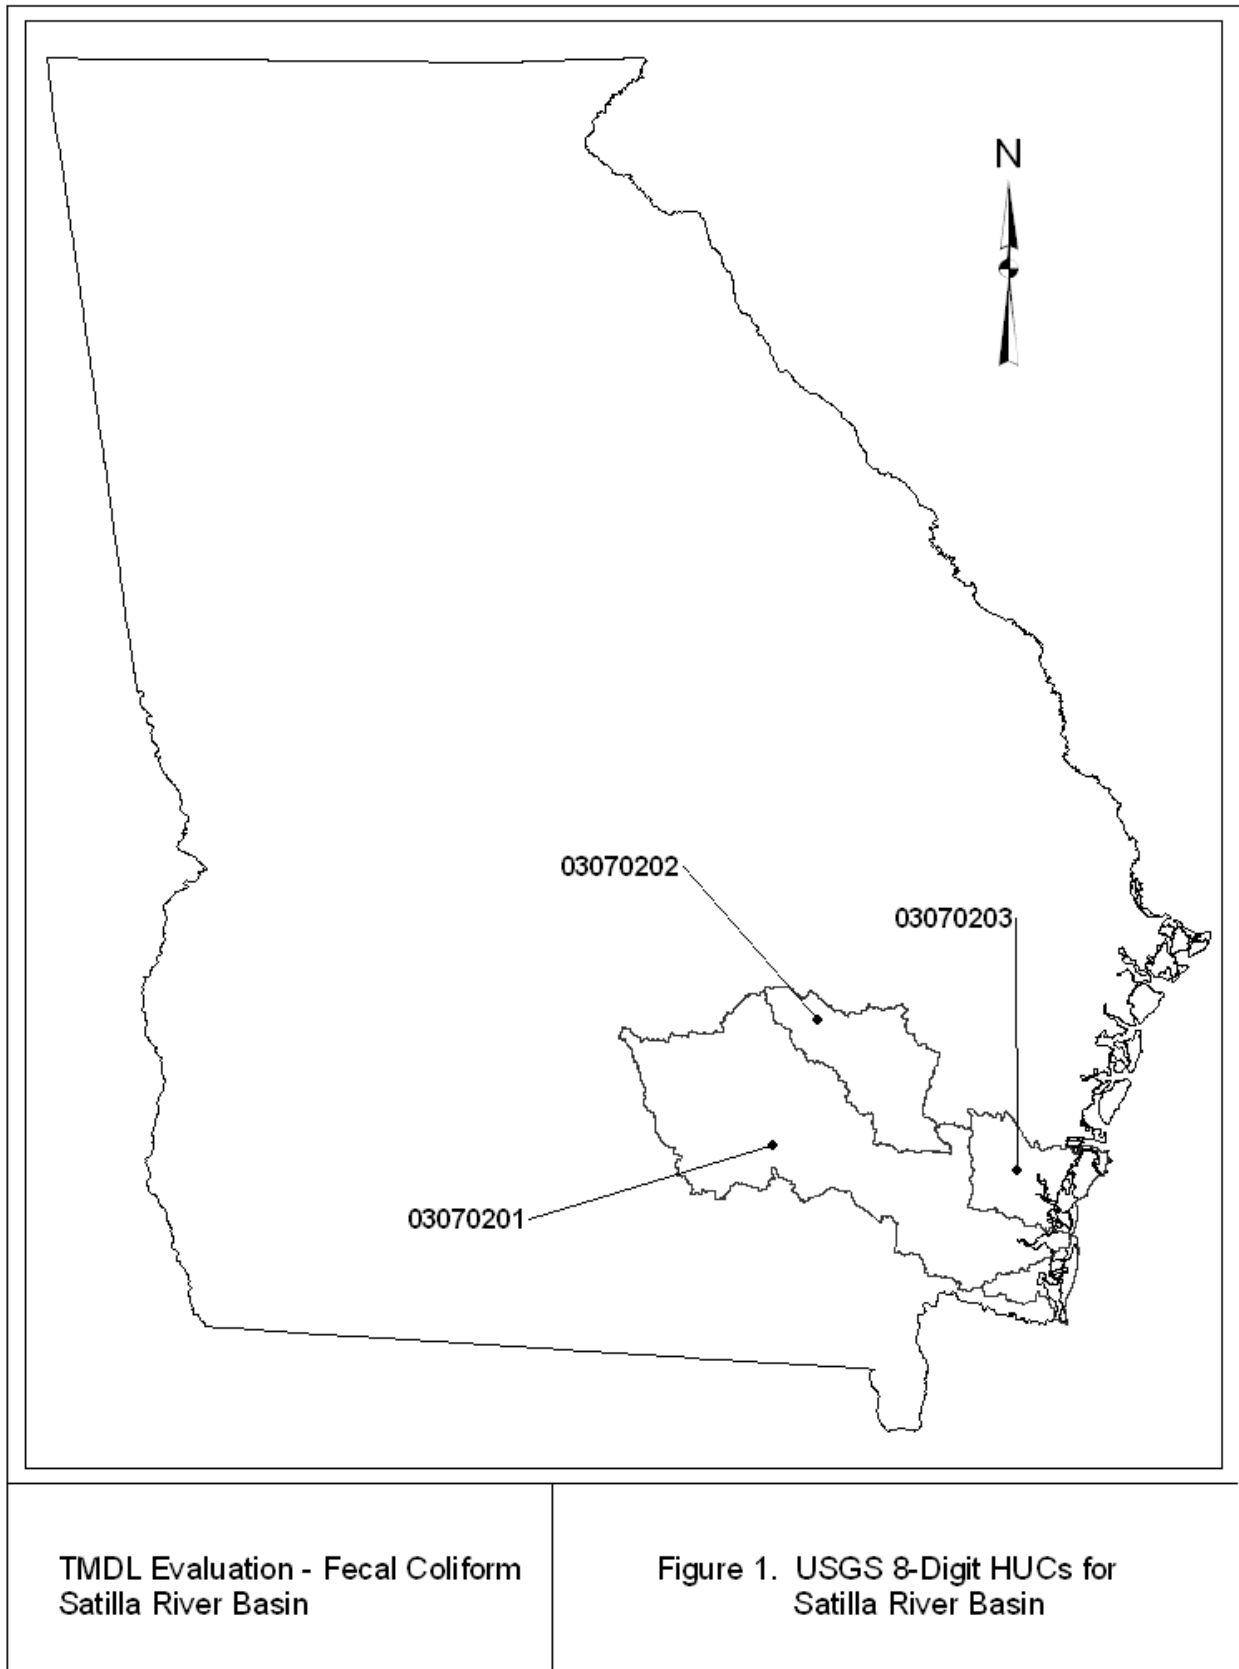 N
03070202
03070203
03070201
TMDL Evaluation - Fecal Coliform
Satilla River Basin
Figure 1. USGS 8-Digit HUCs for
Satilla River Basin